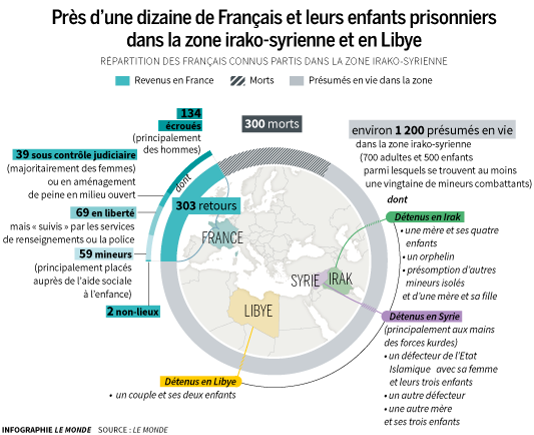 Près d'une dizaine de Français et leurs enfants prisonniers
dans la zone irako-syrienne et en Libye
RÉPARTITION DES FRANÇAIS CONNUS PARTIS DANS LA ZONE IRAKO-SYRIENNE
Revenus en France
Morts
Présumés en vie dans la zone
134
écroués
(principalement
des hommes)
39 sous contrôle judiciaire
(majoritairement des femmes)
ou en aménagement
de peine en milieu ouvert
69 en liberté
mais « suivis » par les services
de renseignements ou la police
59 mineurs
(principalement placés
auprès de l'aide sociale
à l'enfance)
2 non-lieux
dont
303 retours
300 morts
FRANCE
SYRIE
IRAK
LIBYE
environ 1 200 présumés en vie
dans la zone irako-syrienne
(700 adultes et 500 enfants
parmi lesquels se trouvent au moins
une vingtaine de mineurs combattants)
dont
Détenus en Irak
• une mère et ses quatre
enfants
• un orphelin
• présomption d'autres
mineurs isolés
et d'une mère et sa fille
Détenus en Syrie
(principalement aux mains
des forces kurdes)
• un défecteur de l'Etat
Islamique avec sa femme
et leurs trois enfants
• un autre défecteur
• une autre mère
et ses trois enfants
Détenus en Libye
• un couple et ses deux enfants
INFOGRAPHIE LE MONDE SOURCE : LE MONDE